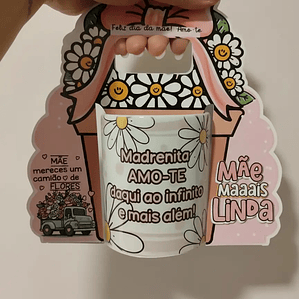 Feliz dia da mãe! Amo-te
Madrenita
AMO-TE
daqui ao infinito
e mais além!
MÃE
mereces um
camião de
FLORES
MÃe
MAAAIS
LINDA